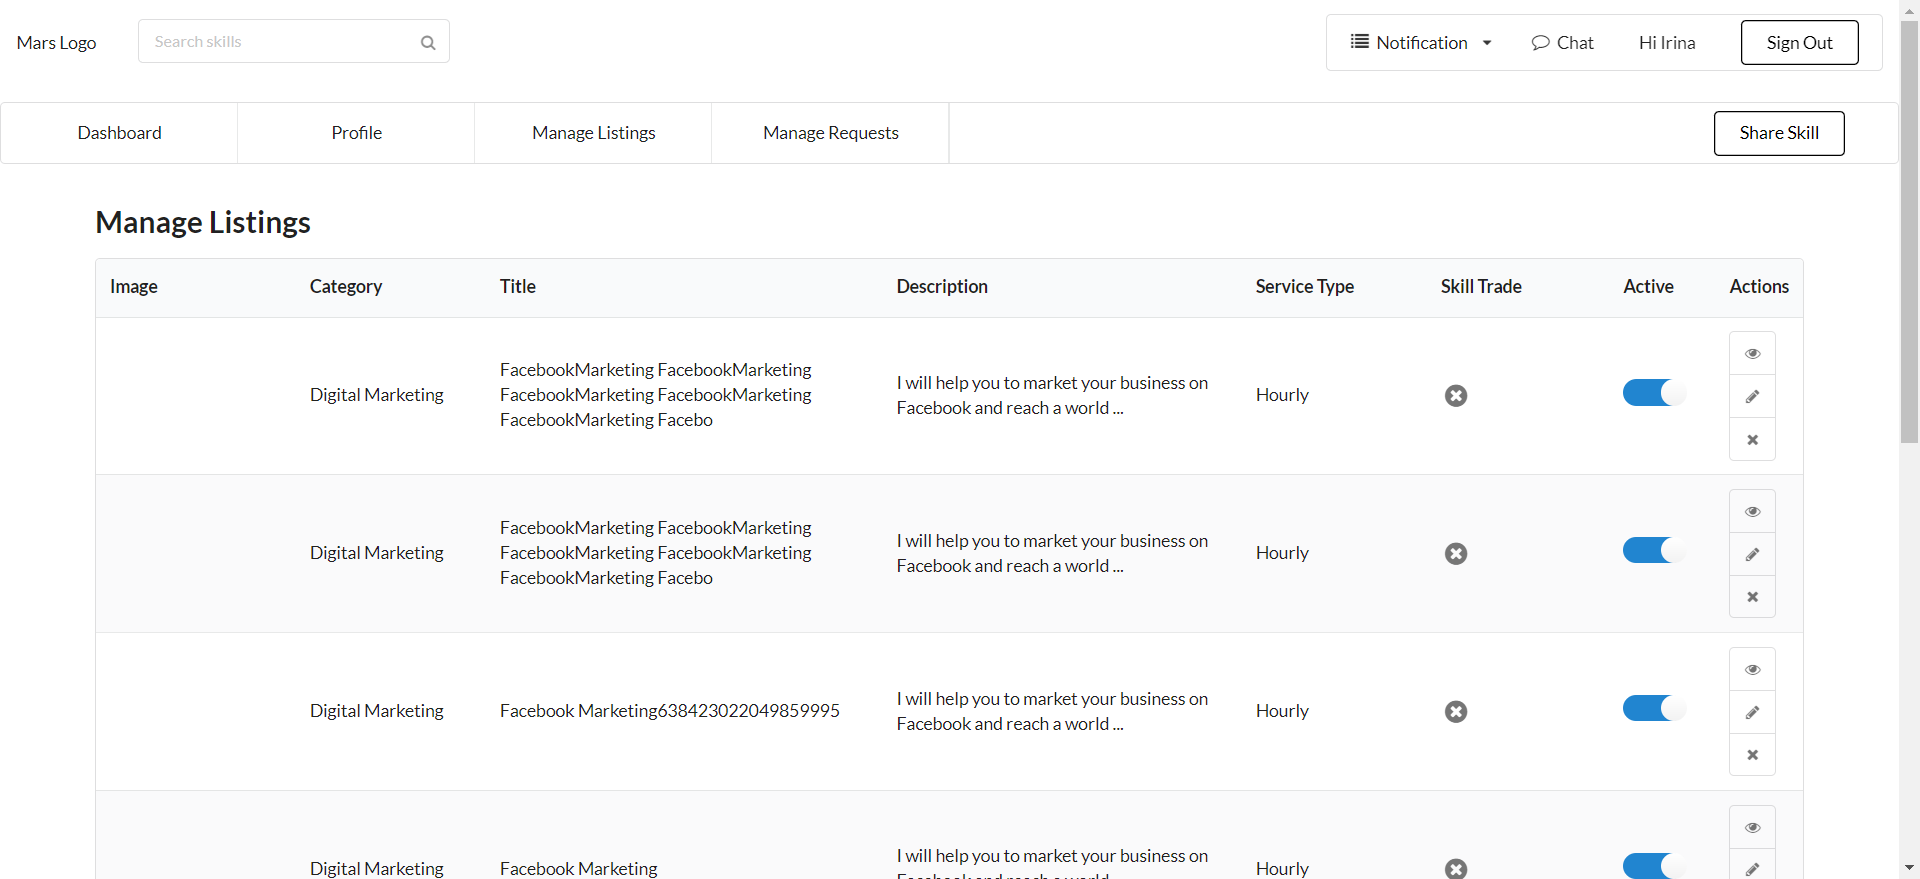 Mars Logo
Search skills
Notification
Chat
Hi Irina
Sign Out
Dashboard
Profile
Manage Listings
Manage Requests
Share Skill
Manage Listings
Image Category Title Description Service Type Skill Trade Active Actions
Digital Marketing
FacebookMarketing FacebookMarketing
FacebookMarketing FacebookMarketing
FacebookMarketing Facebo
I will help you to market your business on
Facebook and reach a world ...
Hourly
Digital Marketing
FacebookMarketing FacebookMarketing
FacebookMarketing FacebookMarketing
FacebookMarketing Facebo
I will help you to market your business on
Facebook and reach a world ...
Hourly
Digital Marketing
Facebook Marketing638423022049859995
I will help you to market your business on
Facebook and reach a world ...
Hourly
Digital Marketing
Facebook Marketing
I will help you to market your business on
Hourly